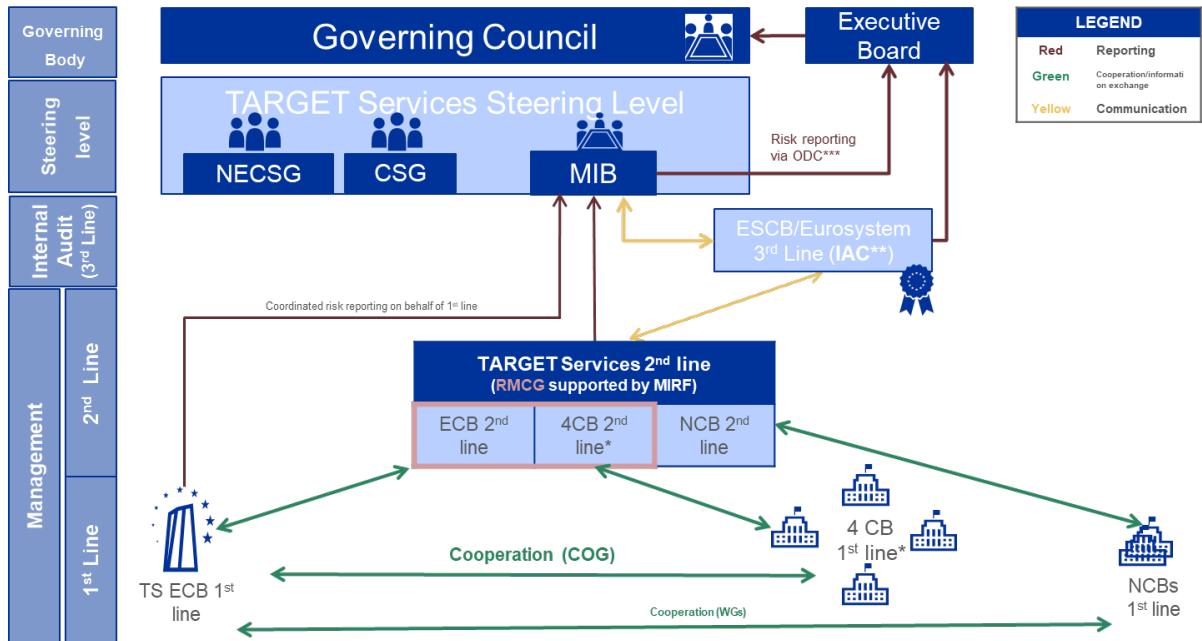 Governing
Body
Governing Council
Executive
Board
LEGEND
Red Reporting
Green Cooperation/informati
on exchange
Yellow Communication
Steering
level
TARGET Services Steering Level
NECSG
CSG
MIB
Risk reporting
via ODC***
Internal
Audit
(3rd Line)
ESCB/Eurosystem
3rd Line (IAC**)
Management
2nd Line
Coordinated risk reporting on behalf of 1st line
TARGET Services 2nd line
(RMCG supported by MIRF)
ECB 2nd
line
4CB 2nd
line*
NCB 2nd
line
1st Line
TS ECB 1st
line
Cooperation (COG)
4 CB
1st line*
NCBs
1st line
Cooperation (WGs)